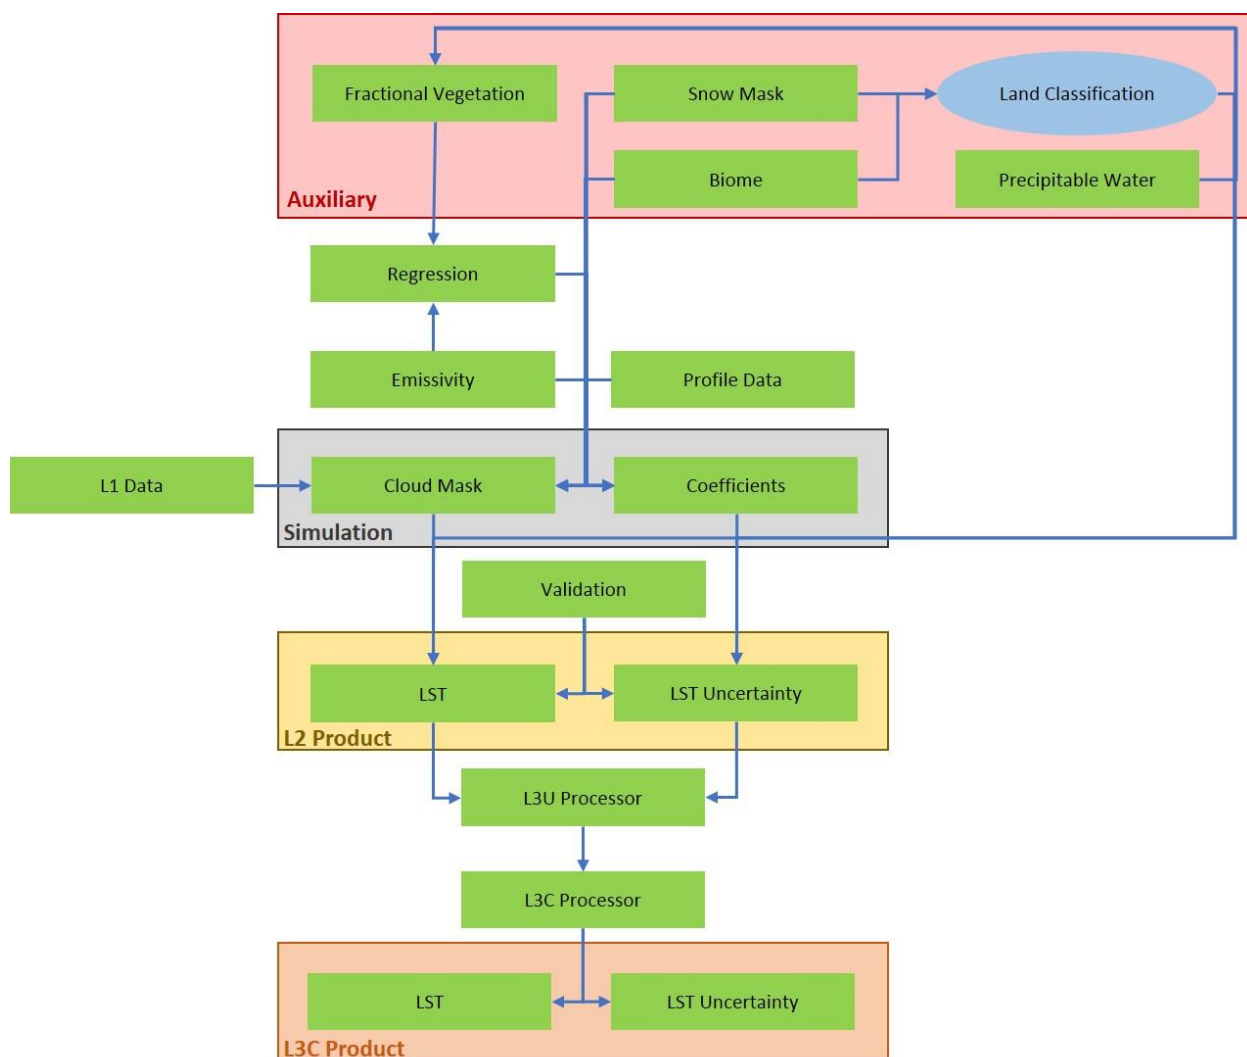 Fractional Vegetation
Snow Mask
Land Classification
Biome
Precipitable Water
Auxiliary
Regression
Emissivity
Profile Data
L1 Data
Cloud Mask
Coefficients
Simulation
Validation
LST
LST Uncertainty
L2 Product
L3U Processor
L3C Processor
LST
LST Uncertainty
L3C Product